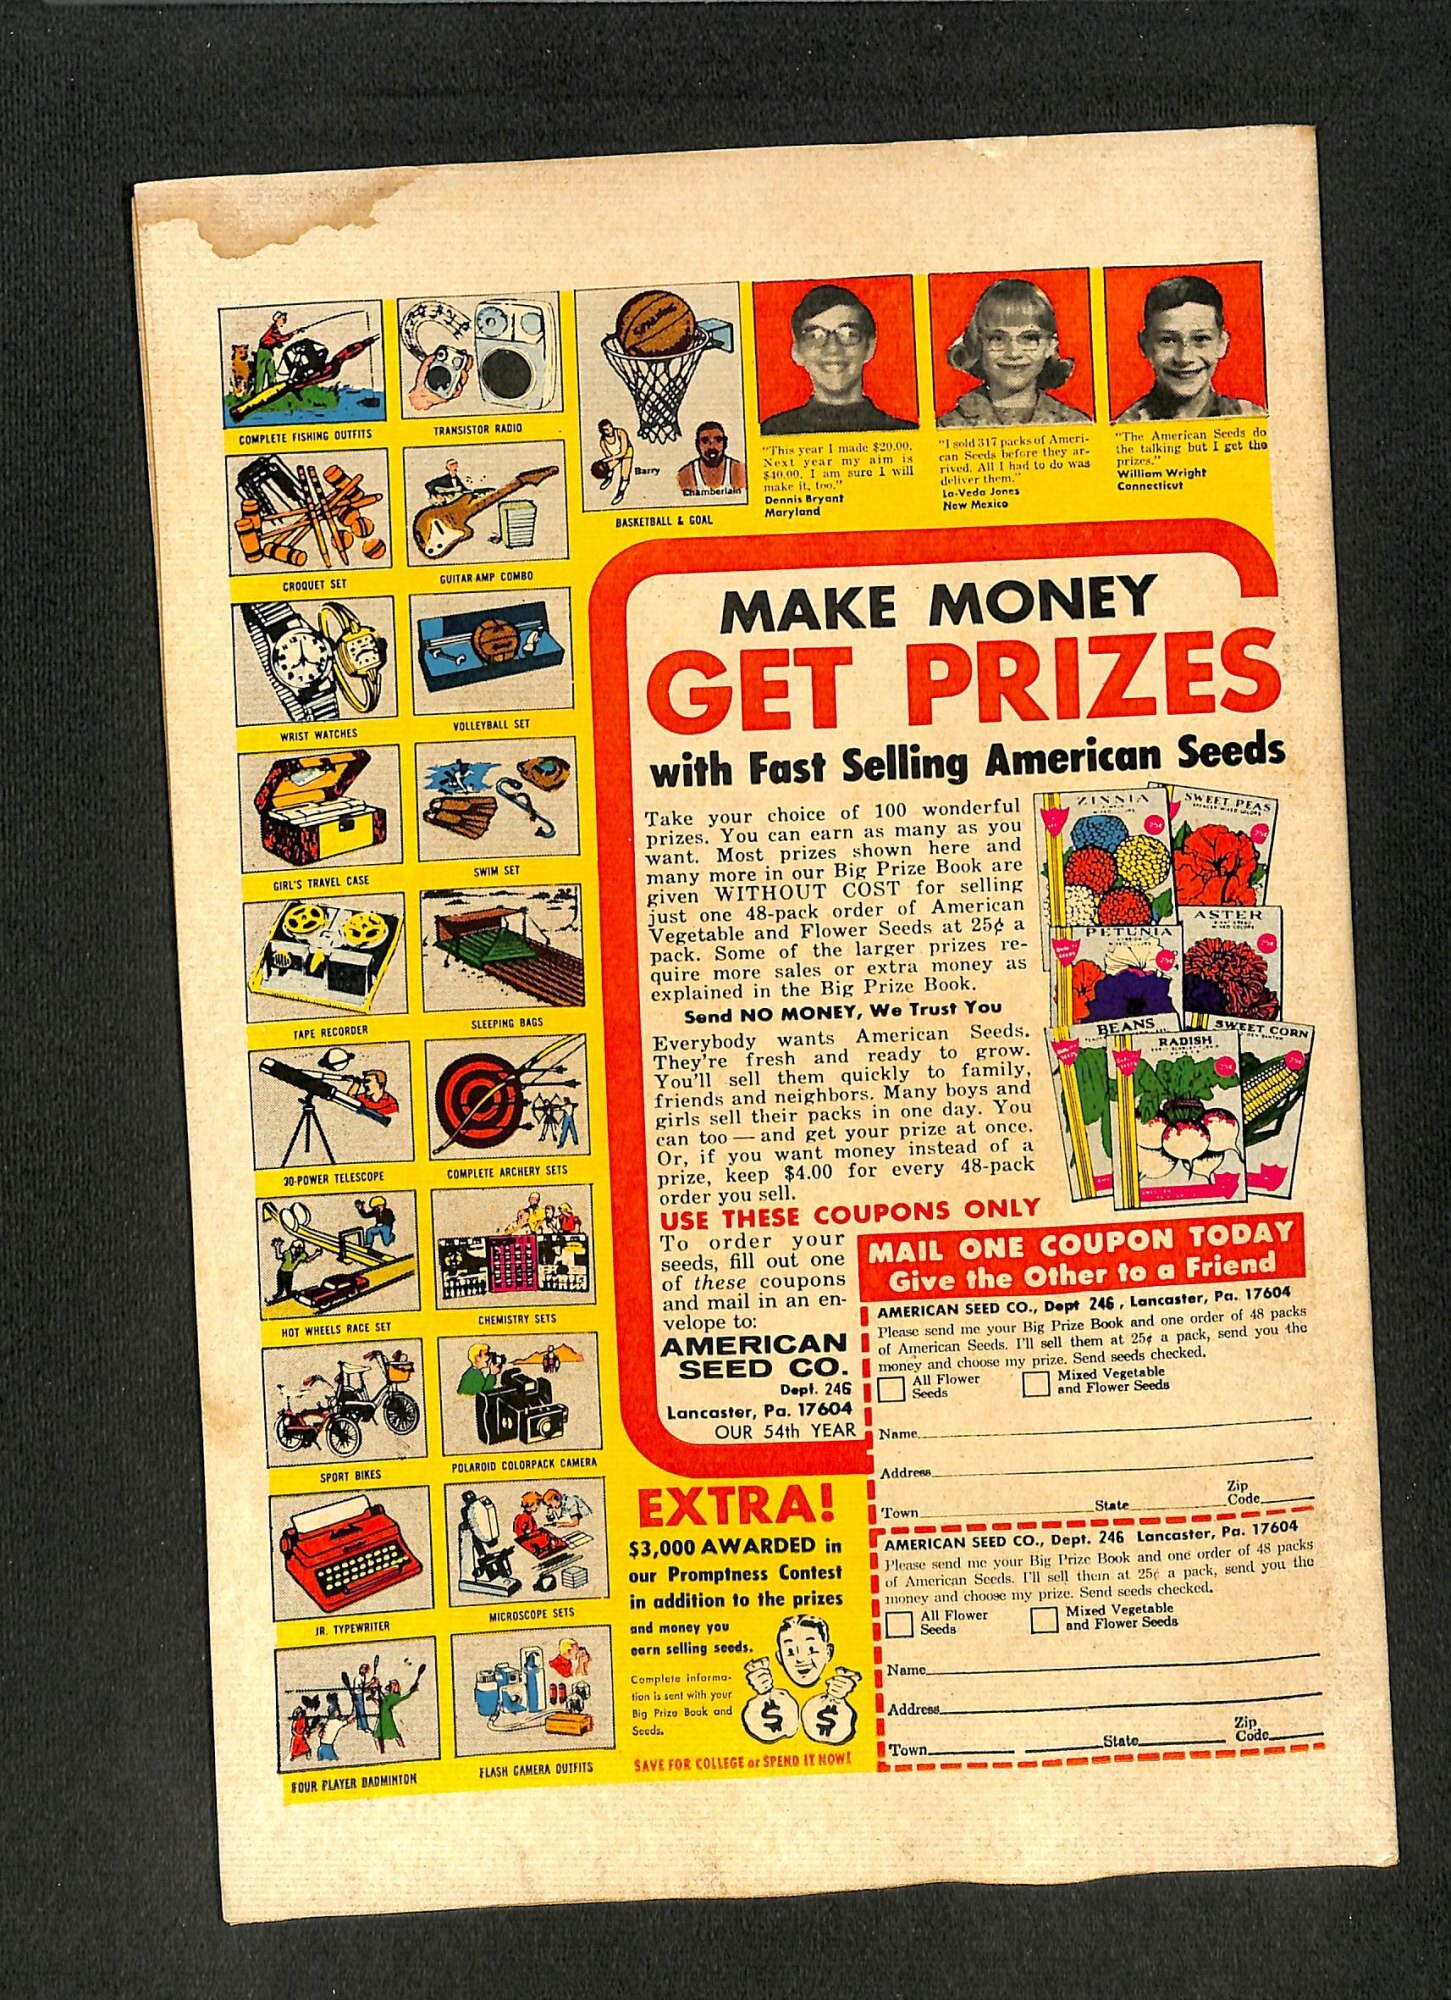 COMPLETE FISHING OUTFITS
TRANSISTOR RADIO
Barry
Chamberlain
BASKETBALL & GOAL
"This year I made $20.00.
Next year my aim is
$40.00. I am sure I will
make it, too."
Dennis Bryant
Maryland
"I sold 317 packs of Ameri-
can Seeds before they ar-
rived. All I had to do was
deliver them."
La-Veda Jones
New Mexico
"The American Seeds do
the talking but I get the
prizes."
William Wright
Connecticut
CROQUET SET
GUITAR-AMP COMBO
WRIST WATCHES
VOLLEYBALL SET
GIRL'S TRAVEL CASE
SWIM SET
TAPE RECORDER
SLEEPING BAGS
30-POWER TELESCOPE
COMPLETE ARCHERY SETS
HOT WHEELS RACE SET
CHEMISTRY SETS
SPORT BIKES
POLAROID COLORPACK CAMERA
JR. TYPEWRITER
MICROSCOPE SETS
FOUR PLAYER BADMINTON
FLASH CAMERA OUTFITS
MAKE MONEY
GET PRIZES
with Fast Selling American Seeds
Take your choice of 100 wonderful
prizes. You can earn as many as you
want. Most prizes shown here and
many more in our Big Prize Book are
given WITHOUT COST for selling
just one 48-pack order of American
Vegetable and Flower Seeds at 25¢ a
pack. Some of the larger prizes re-
quire more sales or extra money as
explained in the Big Prize Book.
Send NO MONEY, We Trust You
Everybody wants American Seeds.
They're fresh and ready to grow.
You'll sell them quickly to family,
friends and neighbors. Many boys and
girls sell their packs in one day. You
can too — and get your prize at once.
Or, if you want money instead of a
prize, keep $4.00 for every 48-pack
order you sell.
ZINNIA
25¢
SWEET PEAS
25¢
PETUNIA
25¢
ASTER
25¢
BEANS
RADISH
25¢
SWEET CORN
25¢
USE THESE COUPONS ONLY
To order your
seeds, fill out one
of these coupons
and mail in an en-
velope to:
AMERICAN
SEED CO.
Dept. 246
Lancaster, Pa. 17604
OUR 54th YEAR
MAIL ONE COUPON TODAY
Give the Other to a Friend
AMERICAN SEED CO., Dept 246, Lancaster, Pa. 17604
Please send me your Big Prize Book and one order of 48 packs
of American Seeds. I'll sell them at 25¢ a pack, send you the
money and choose my prize. Send seeds checked.
All Flower
Seeds
Mixed Vegetable
and Flower Seeds
Name
Address
Town State Zip
Code
AMERICAN SEED CO., Dept. 246 Lancaster, Pa. 17604
Please send me your Big Prize Book and one order of 48 packs
of American Seeds. I'll sell them at 25¢ a pack, send you the
money and choose my prize. Send seeds checked.
All Flower
Seeds
Mixed Vegetable
and Flower Seeds
Name
Address
Town State Zip
Code
EXTRA!
$3,000 AWARDED in
our Promptness Contest
in addition to the prizes
and money you
earn selling seeds.
Complete informa-
tion is sent with your
Big Prize Book and
Seeds.
$ $
SAVE FOR COLLEGE or SPEND IT NOW!